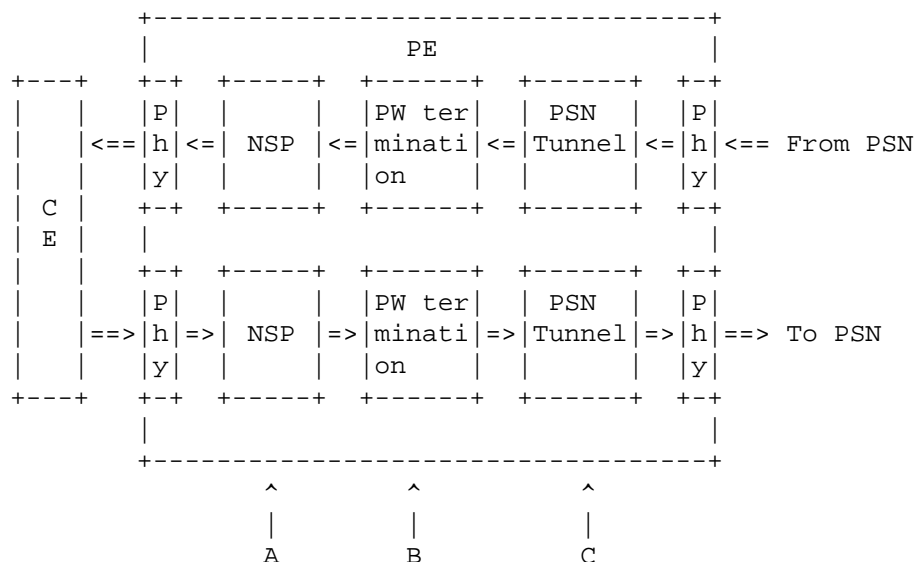 +----------------------------------+
        |                PE                |
+---+   +-+  +-----+  +------+  +------+  +-+
|   |   |P|  |     |  |PW ter|  | PSN  |  |P|
|   |<==|h|<=| NSP |<=|minati|<=|Tunnel|<=|h|<== From PSN
|   |   |y|  |     |  |on    |  |      |  |y|
| C |   +-+  +-----+  +------+  +------+  +-+
| E |   |                                  |
|   |   +-+  +-----+  +------+  +------+  +-+
|   |   |P|  |     |  |PW ter|  | PSN  |  |P|
|   |==>|h|=>| NSP |=>|minati|=>|Tunnel|=>|h|==> To PSN
|   |   |y|  |     |  |on    |  |      |  |y|
+---+   +-+  +-----+  +------+  +------+  +-+
        |                                  |
        +----------------------------------+
                ^        ^          ^
                |        |          |
                A        B          C